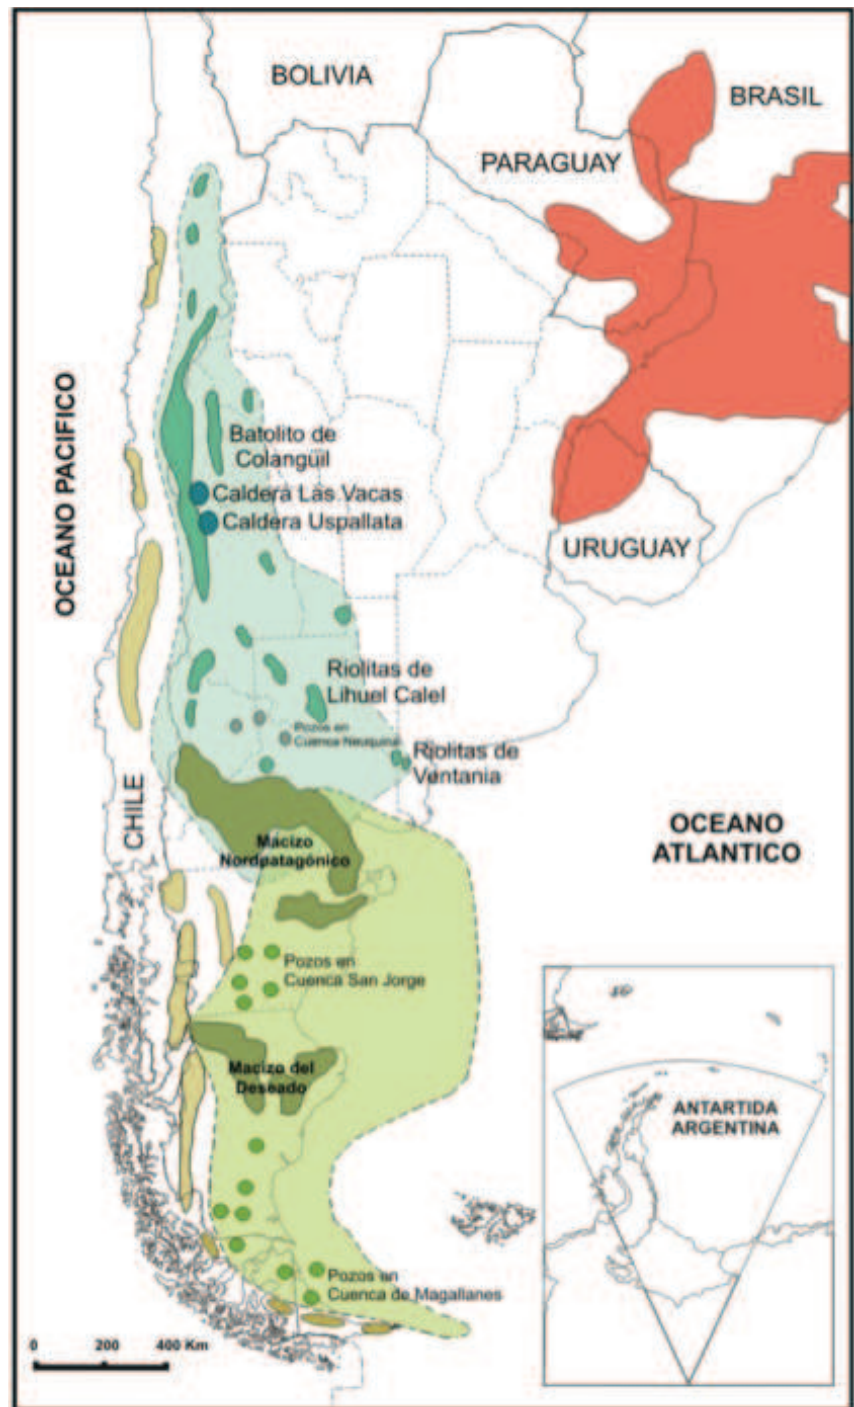 BOLIVIA
BRASIL
PARAGUAY
OCEANO PACIFICO
Batolito de
Colangüil
Caldera Las Vacas
Caldera Uspallata
URUGUAY
Riolitas de
Lihuel Calel
Pozos en
Cuenca Neuquina
Riolitas de
Ventania
CHILE
OCEANO
ATLANTICO
Macizo
Nordpatagónico
Pozos en
Cuenca San Jorge
Macizo del
Deseado
ANTARTIDA
ARGENTINA
Pozos en
Cuenca de Magallanes
0 200 400 Km